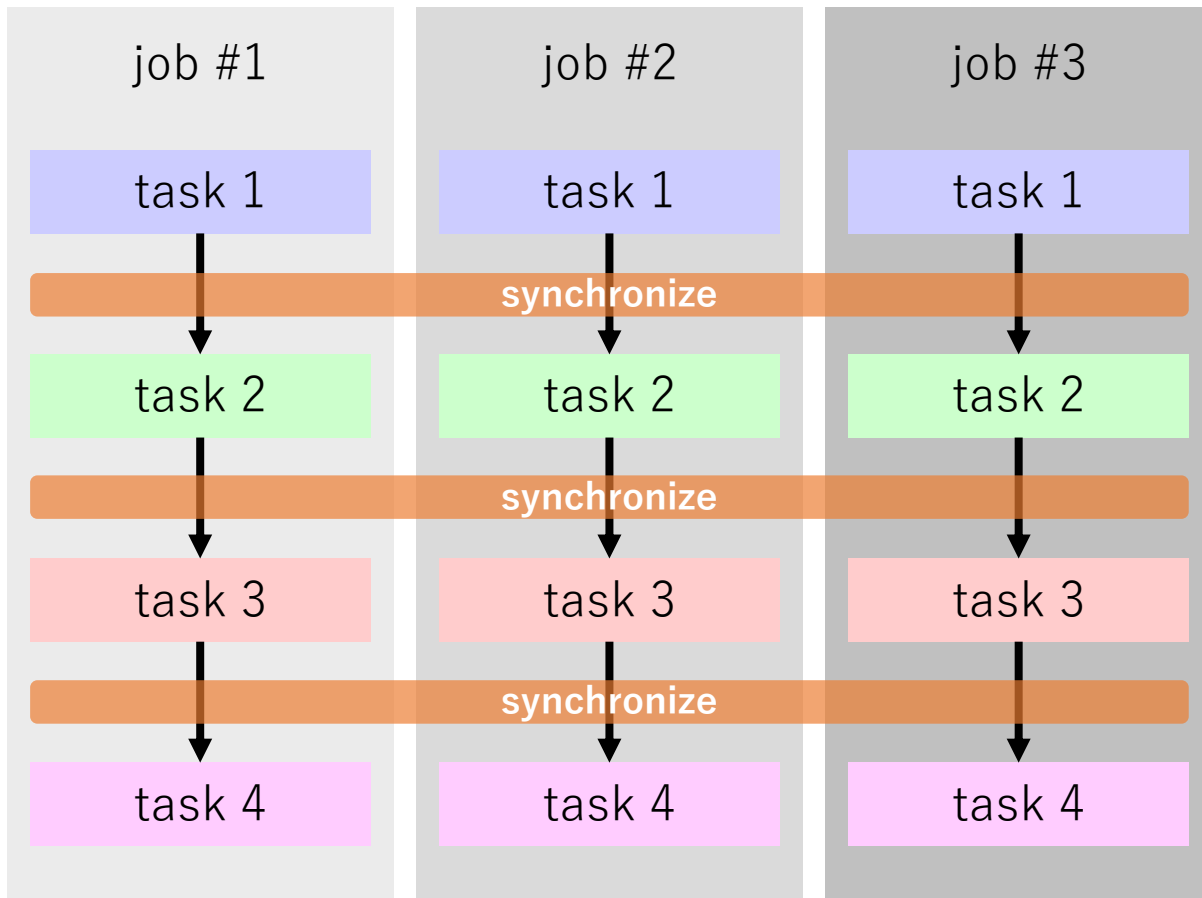 job #1
job #2
job #3
task 1
task 1
task 1
synchronize
task 2
task 2
task 2
synchronize
task 3
task 3
task 3
synchronize
task 4
task 4
task 4